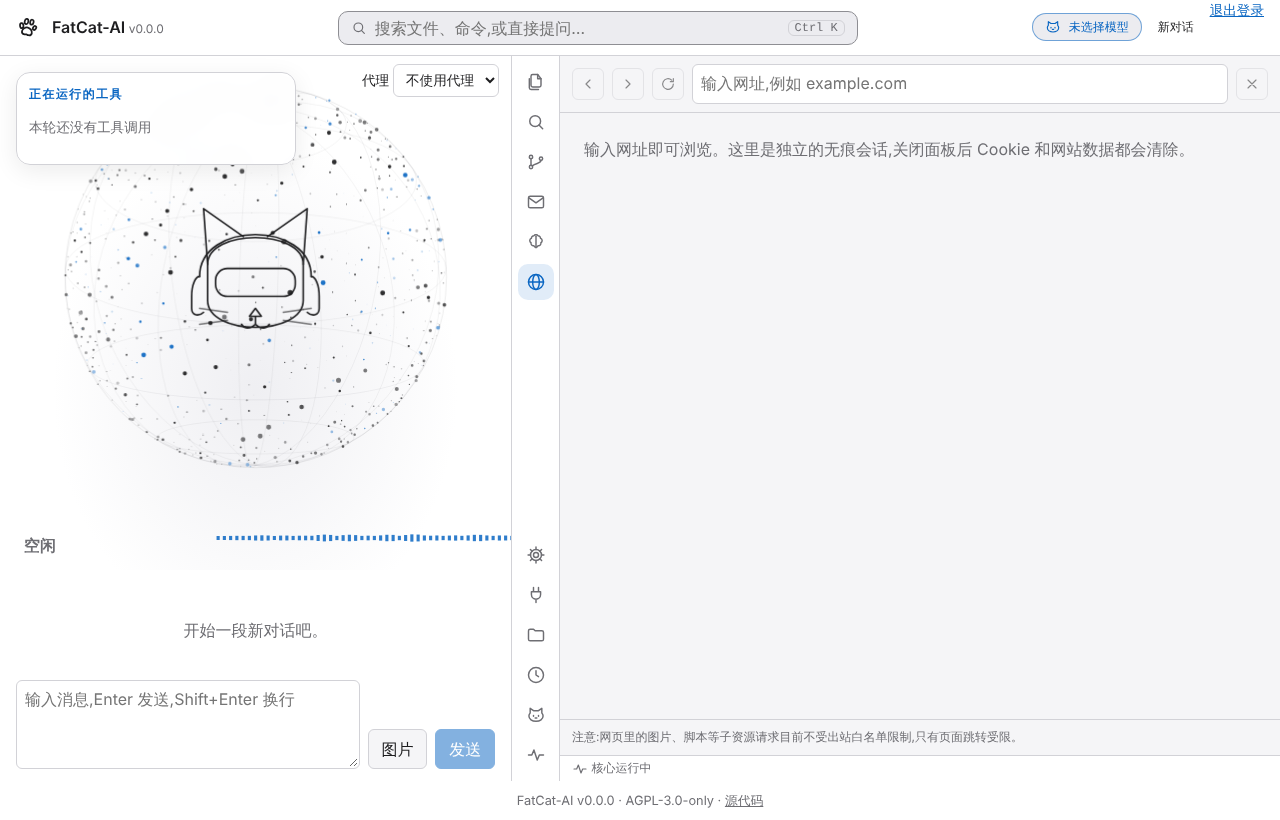 FatCat-AI v0.0.0
搜索文件、命令,或直接提问...
Ctrl K
未选择模型
新对话
退出登录
正在运行的工具
本轮还没有工具调用
代理 不使用代理
输入网址,例如 example.com
输入网址即可浏览。这里是独立的无痕会话,关闭面板后 Cookie 和网站数据都会清除。
空闲
开始一段新对话吧。
输入消息,Enter 发送,Shift+Enter 换行
图片
发送
注意:网页里的图片、脚本等子资源请求目前不受出站白名单限制,只有页面跳转受限。
核心运行中
FatCat-AI v0.0.0 · AGPL-3.0-only · 源代码